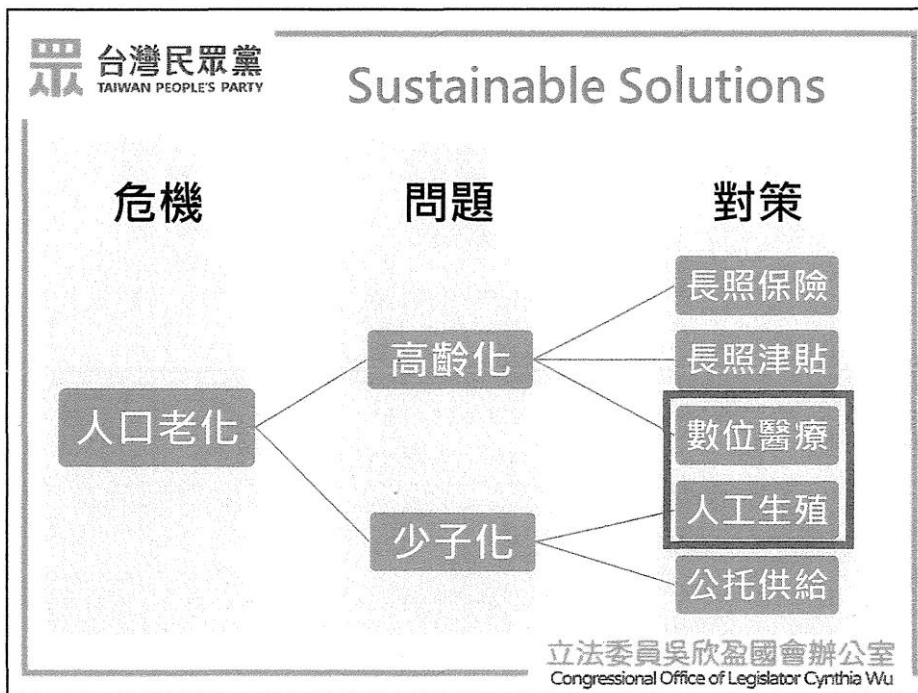 台灣民眾黨
TAIWAN PEOPLE'S PARTY
Sustainable Solutions
危機
問題
對策
人口老化
高齡化
少子化
長照保險
長照津貼
數位醫療
人工生殖
公托供給
立法委員吳欣盈國會辦公室
Congressional Office of Legislator Cynthia Wu